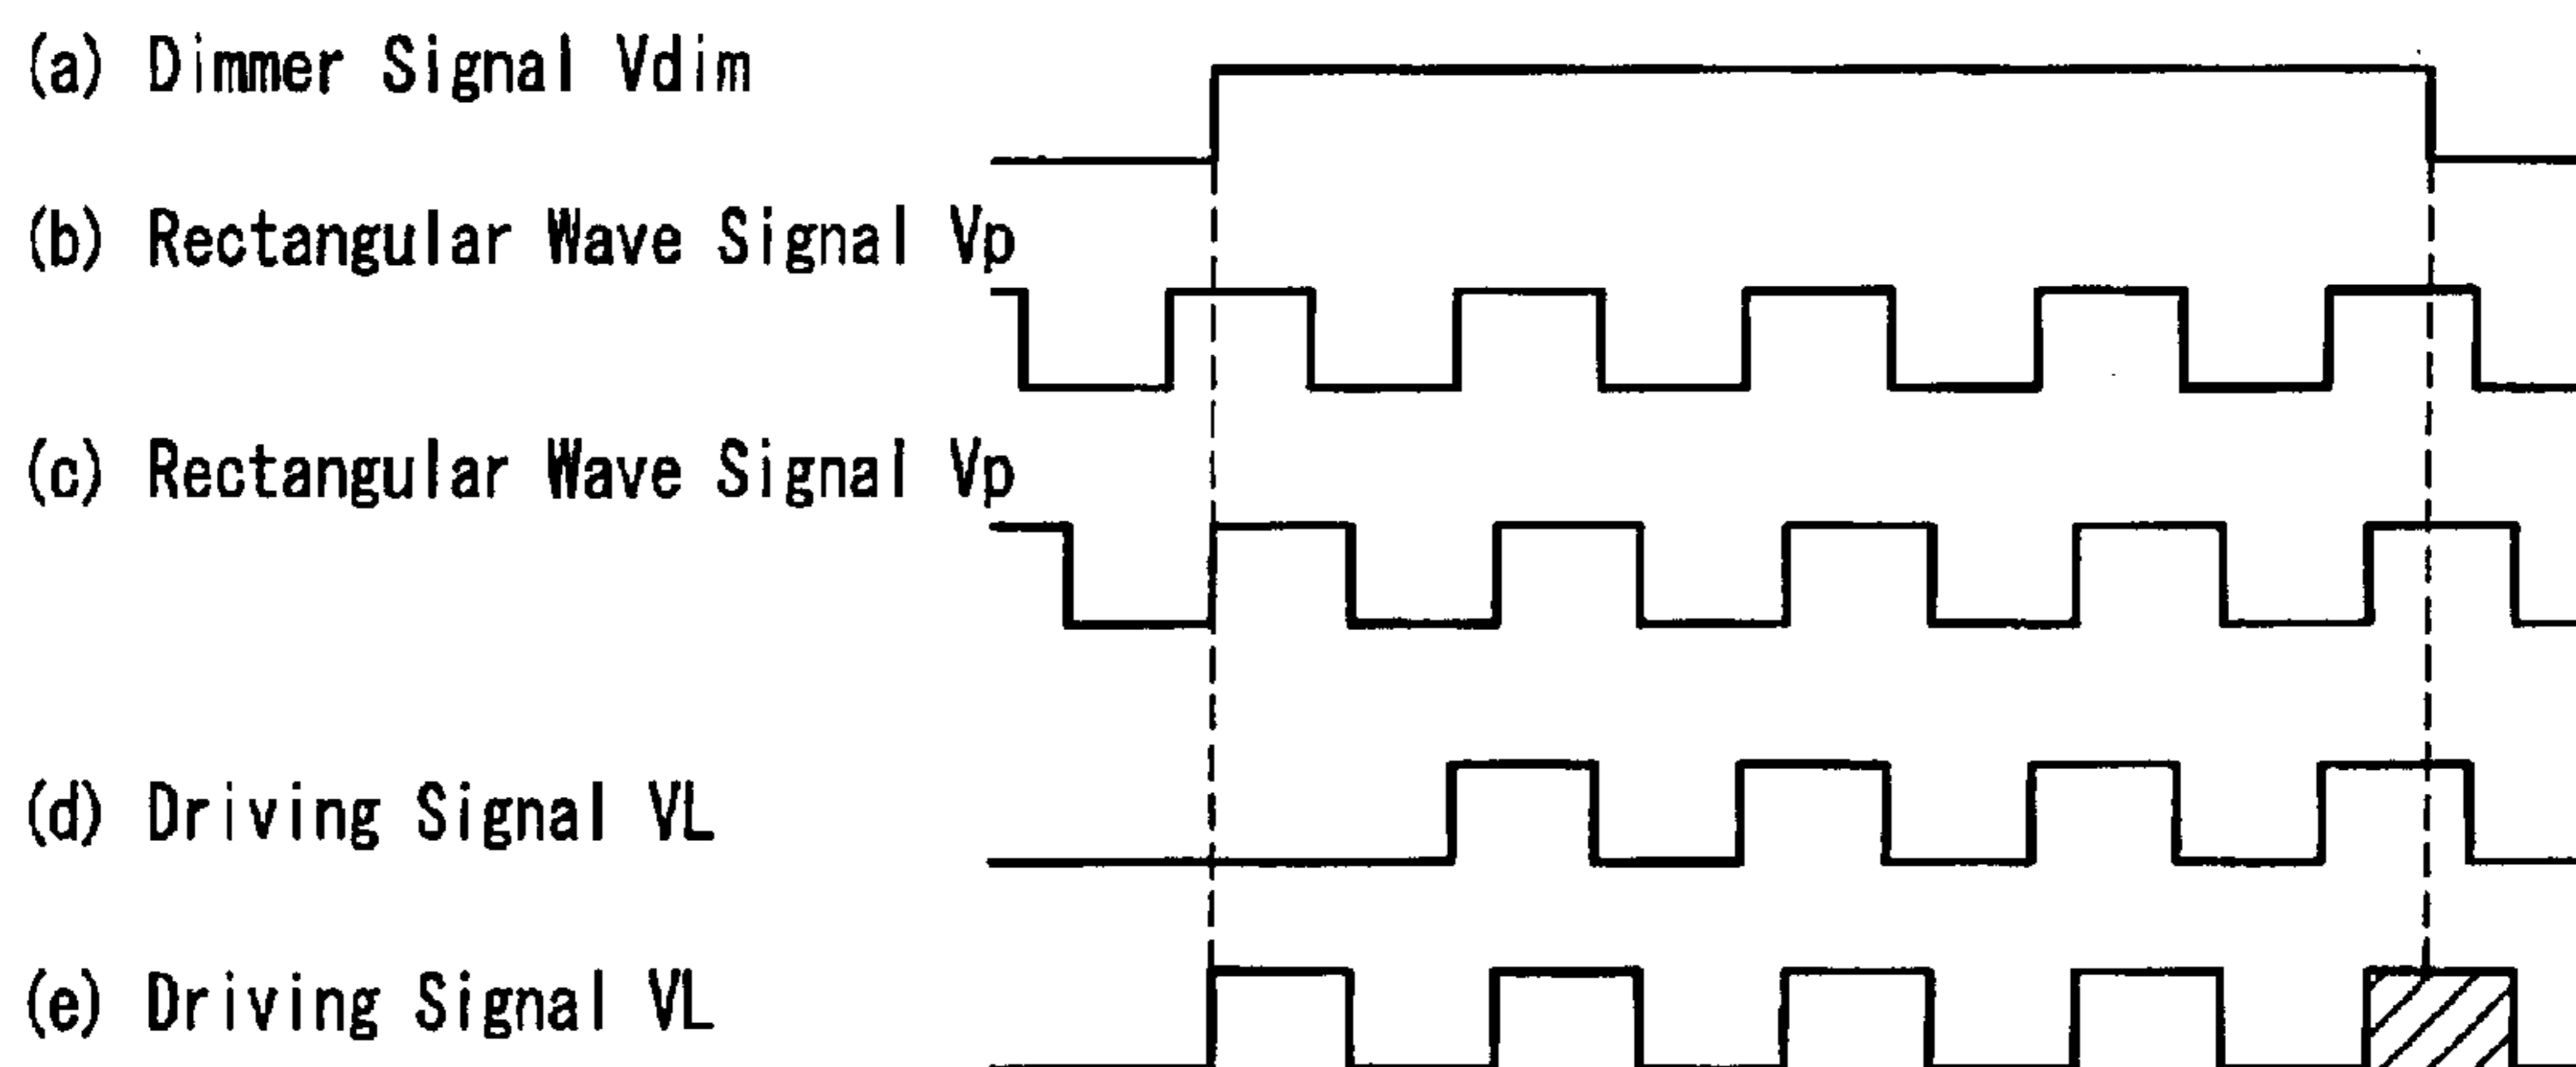 (a) Dimmer Signal Vdim
(b) Rectangular Wave Signal Vp
(c) Rectangular Wave Signal Vp
(d) Driving Signal VL
(e) Driving Signal VL